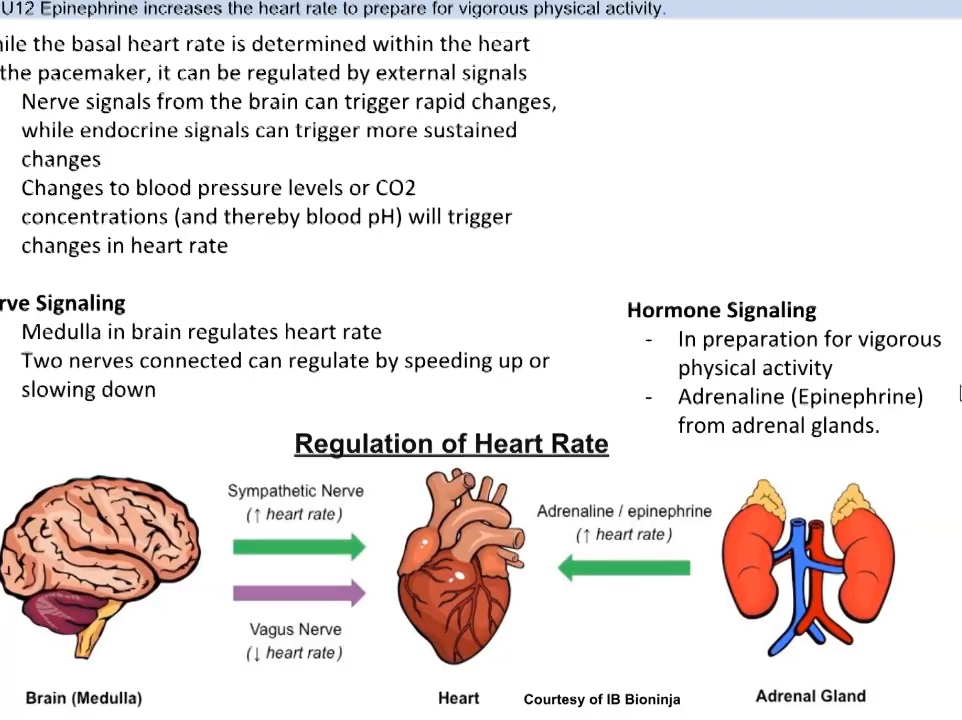 U12 Epinephrine increases the heart rate to prepare for vigorous physical activity.
the basal heart rate is determined within the heart
the pacemaker, it can be regulated by external signals
Nerve signals from the brain can trigger rapid changes,
while endocrine signals can trigger more sustained
changes
Changes to blood pressure levels or CO2
concentrations (and thereby blood pH) will trigger
changes in heart rate
Signaling
Medulla in brain regulates heart rate
Two nerves connected can regulate by speeding up or
slowing down
Hormone Signaling
- In preparation for vigorous
physical activity
- Adrenaline (Epinephrine)
from adrenal glands.
Regulation of Heart Rate
Sympathetic Nerve
(↑ heart rate)
Adrenaline / epinephrine
(↑ heart rate)
Vagus Nerve
(↓ heart rate)
Brain (Medulla)
Heart
Courtesy of IB Bioninja
Adrenal Gland